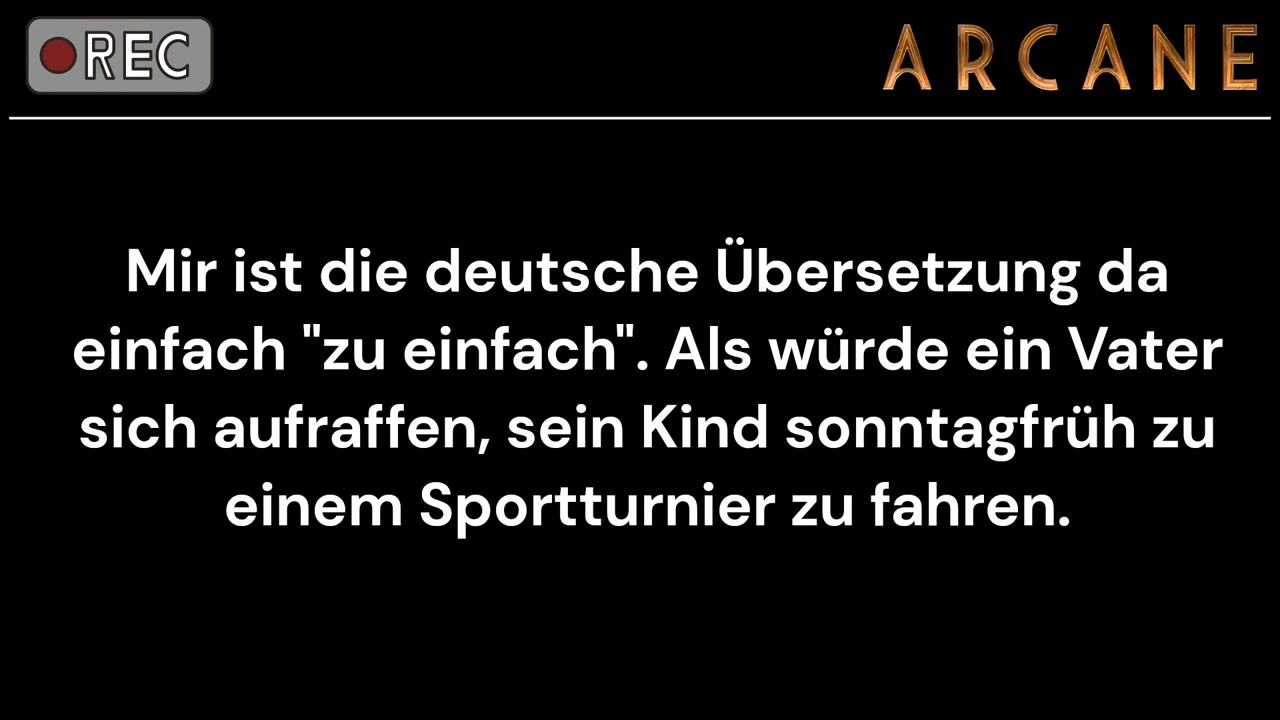 REC
ARCANE
Mir ist die deutsche Übersetzung da
einfach "zu einfach". Als würde ein Vater
sich aufraffen, sein Kind sonntagfrüh zu
einem Sportturnier zu fahren.